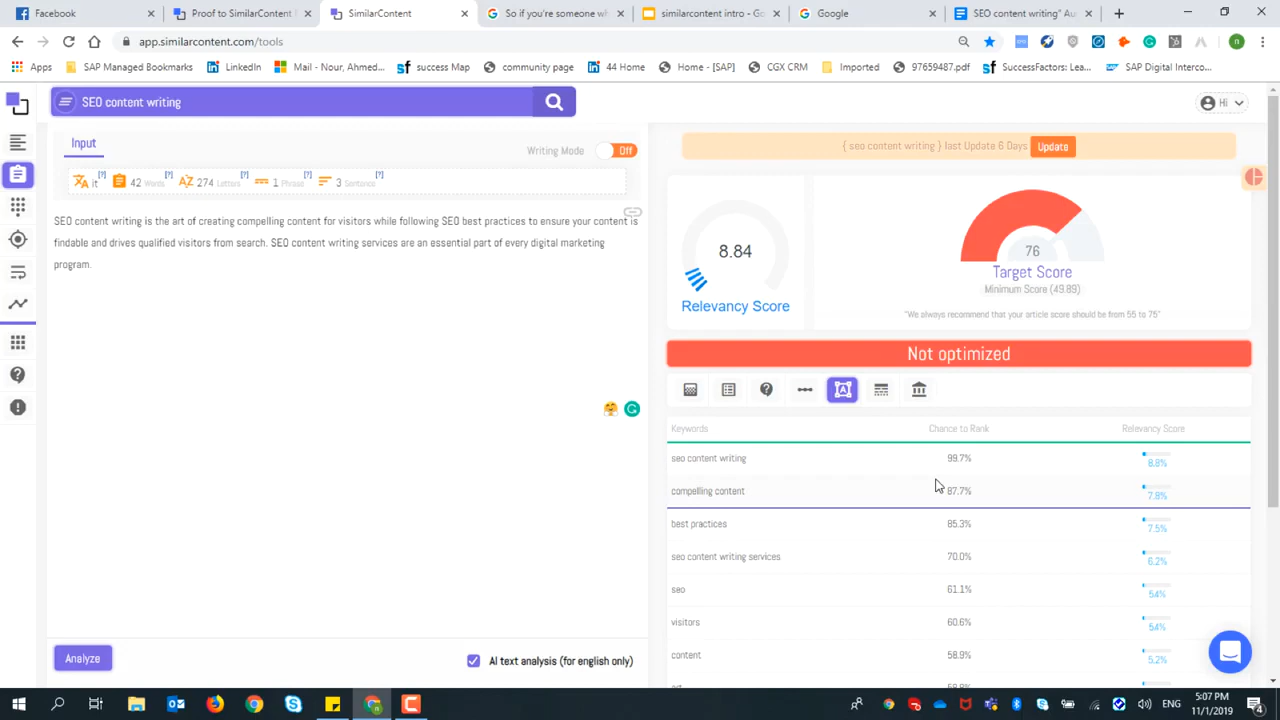 Facebook
Proof to SimilarContent
SimilarContent
So if you're someone wh
similarcontent intro - Go
Google
SEO content writing" Au
app.similarcontent.com/tools
Apps
SAP Managed Bookmarks
LinkedIn
Mail - Nour, Ahmed...
success Map
community page
44 Home
Home - [SAP]
CGX CRM
Imported
97659487.pdf
SuccessFactors: Lea...
SAP Digital Interco...
SEO content writing
Hi
Input
Writing Mode
Off
it [?]
42 Words [?]
274 Letters [?]
1 Phrase [?]
3 Sentence [?]
SEO content writing is the art of creating compelling content for visitors while following SEO best practices to ensure your content is
findable and drives qualified visitors from search. SEO content writing services are an essential part of every digital marketing
program.
Analyze
AI text analysis (for english only)
{ seo content writing } last Update 6 Days
Update
8.84
Relevancy Score
76
Target Score
Minimum Score (49.89)
"We always recommend that your article score should be from 55 to 75"
Not optimized
Keywords Chance to Rank Relevancy Score
seo content writing 99.7% 8.8%
compelling content 87.7% 7.8%
best practices 85.3% 7.5%
seo content writing services 70.0% 6.2%
seo 61.1% 5.4%
visitors 60.6% 5.4%
content 58.9% 5.2%
ENG
5:07 PM
11/1/2019